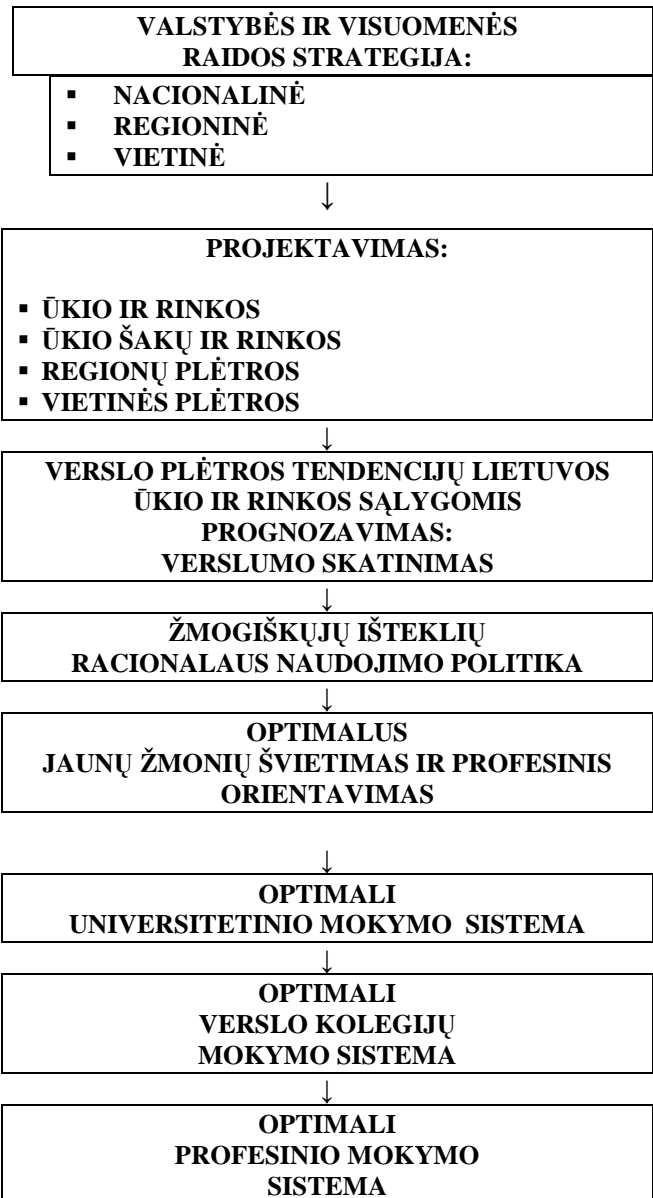 VALSTYBĖS IR VISUOMENĖS
RAIDOS STRATEGIJA:
▪ NACIONALINĖ
▪ REGIONINĖ
▪ VIETINĖ
↓
PROJEKTAVIMAS:
▪ ŪKIO IR RINKOS
▪ ŪKIO ŠAKŲ IR RINKOS
▪ REGIONŲ PLĖTROS
▪ VIETINĖS PLĖTROS
↓
VERSLO PLĖTROS TENDENCIJŲ LIETUVOS
ŪKIO IR RINKOS SĄLYGOMIS
PROGNOZAVIMAS:
VERSLUMO SKATINIMAS
↓
ŽMOGIŠKŲJŲ IŠTEKLIŲ
RACIONALAUS NAUDOJIMO POLITIKA
↓
OPTIMALUS
JAUNŲ ŽMONIŲ ŠVIETIMAS IR PROFESINIS
ORIENTAVIMAS
↓
OPTIMALI
UNIVERSITETINIO MOKYMO SISTEMA
↓
OPTIMALI
VERSLO KOLEGIJŲ
MOKYMO SISTEMA
↓
OPTIMALI
PROFESINIO MOKYMO
SISTEMA